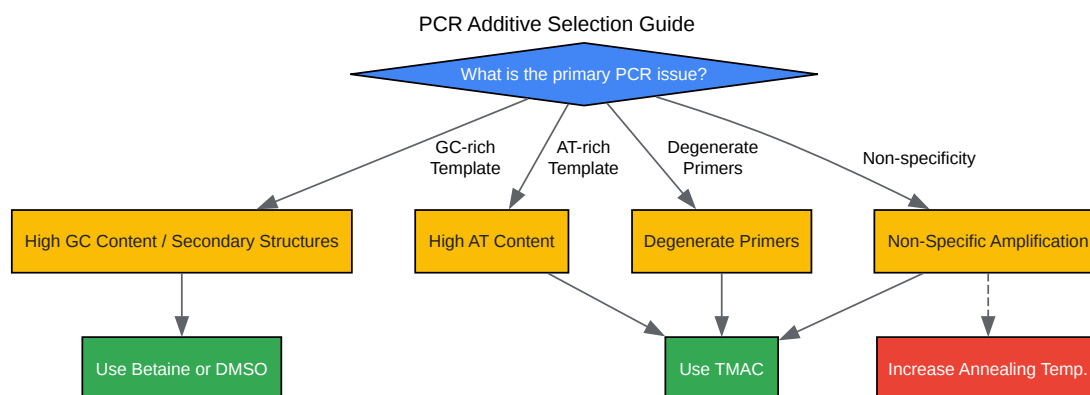 PCR Additive Selection Guide
What is the primary PCR issue?
GC-rich
Template
AT-rich
Template
Degenerate
Primers
Non-specificity
High GC Content / Secondary Structures
High AT Content
Degenerate Primers
Non-Specific Amplification
Use Betaine or DMSO
Use TMAC
Increase Annealing Temp.